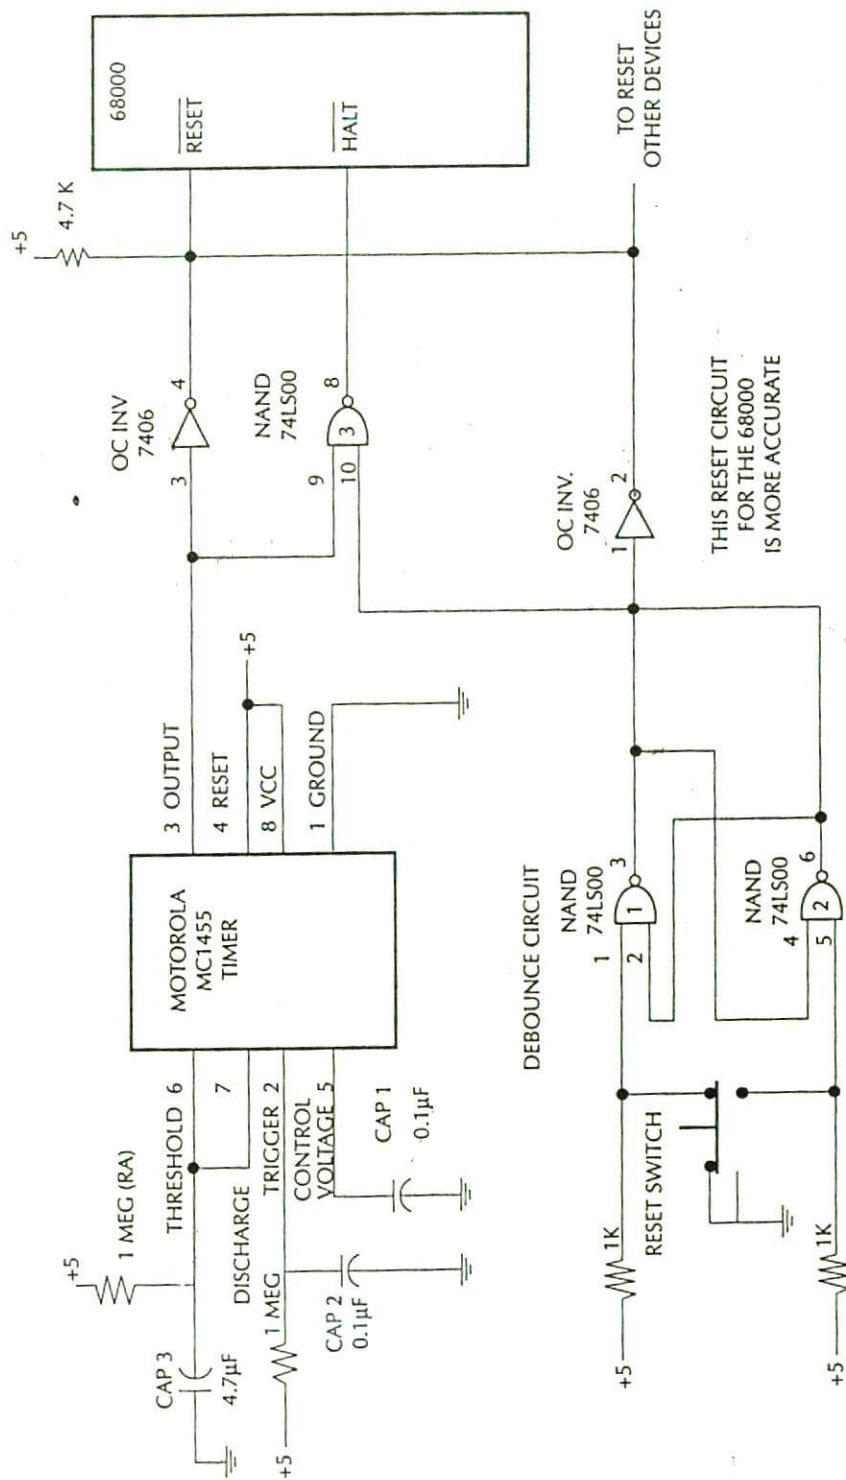 +5
1 MEG (RA)
CAP 3
4.7µF
THRESHOLD 6
7
DISCHARGE
+5
1 MEG
TRIGGER 2
CAP 2
0.1µF
CONTROL
VOLTAGE 5
CAP 1
0.1µF
MOTOROLA
MC1455
TIMER
3 OUTPUT
4 RESET
8 VCC
1 GROUND
+5
OC INV
7406
3
4
NAND
74LS00
9
10
3
8
+5
4.7 K
68000
RESET
HALT
DEBOUNCE CIRCUIT
+5
1K
RESET SWITCH
+5
1K
NAND
74LS00
1
2
1
3
NAND
74LS00
4
5
2
6
OC INV.
7406
1
2
TO RESET
OTHER DEVICES
THIS RESET CIRCUIT
FOR THE 68000
IS MORE ACCURATE